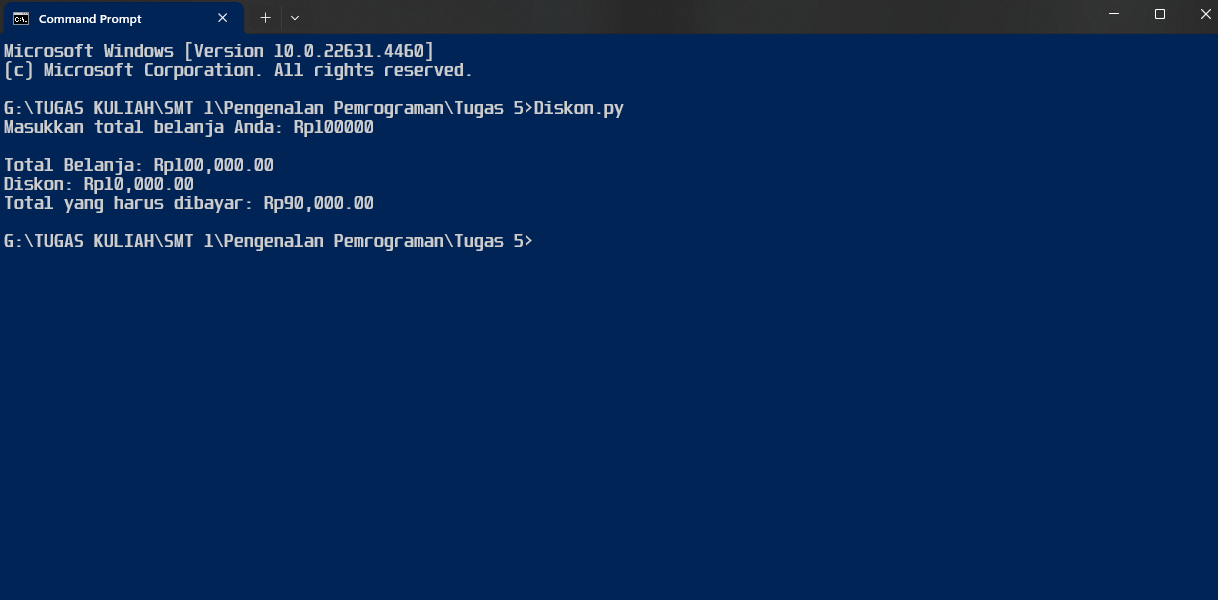 Command Prompt
Microsoft Windows [Version 10.0.22631.4460]
(c) Microsoft Corporation. All rights reserved.
G:\TUGAS KULIAH\SMT 1\Pengenalan Pemrograman\Tugas 5>Diskon.py
Masukkan total belanja Anda: Rp100000
Total Belanja: Rp100,000.00
Diskon: Rp10,000.00
Total yang harus dibayar: Rp90,000.00
G:\TUGAS KULIAH\SMT 1\Pengenalan Pemrograman\Tugas 5>